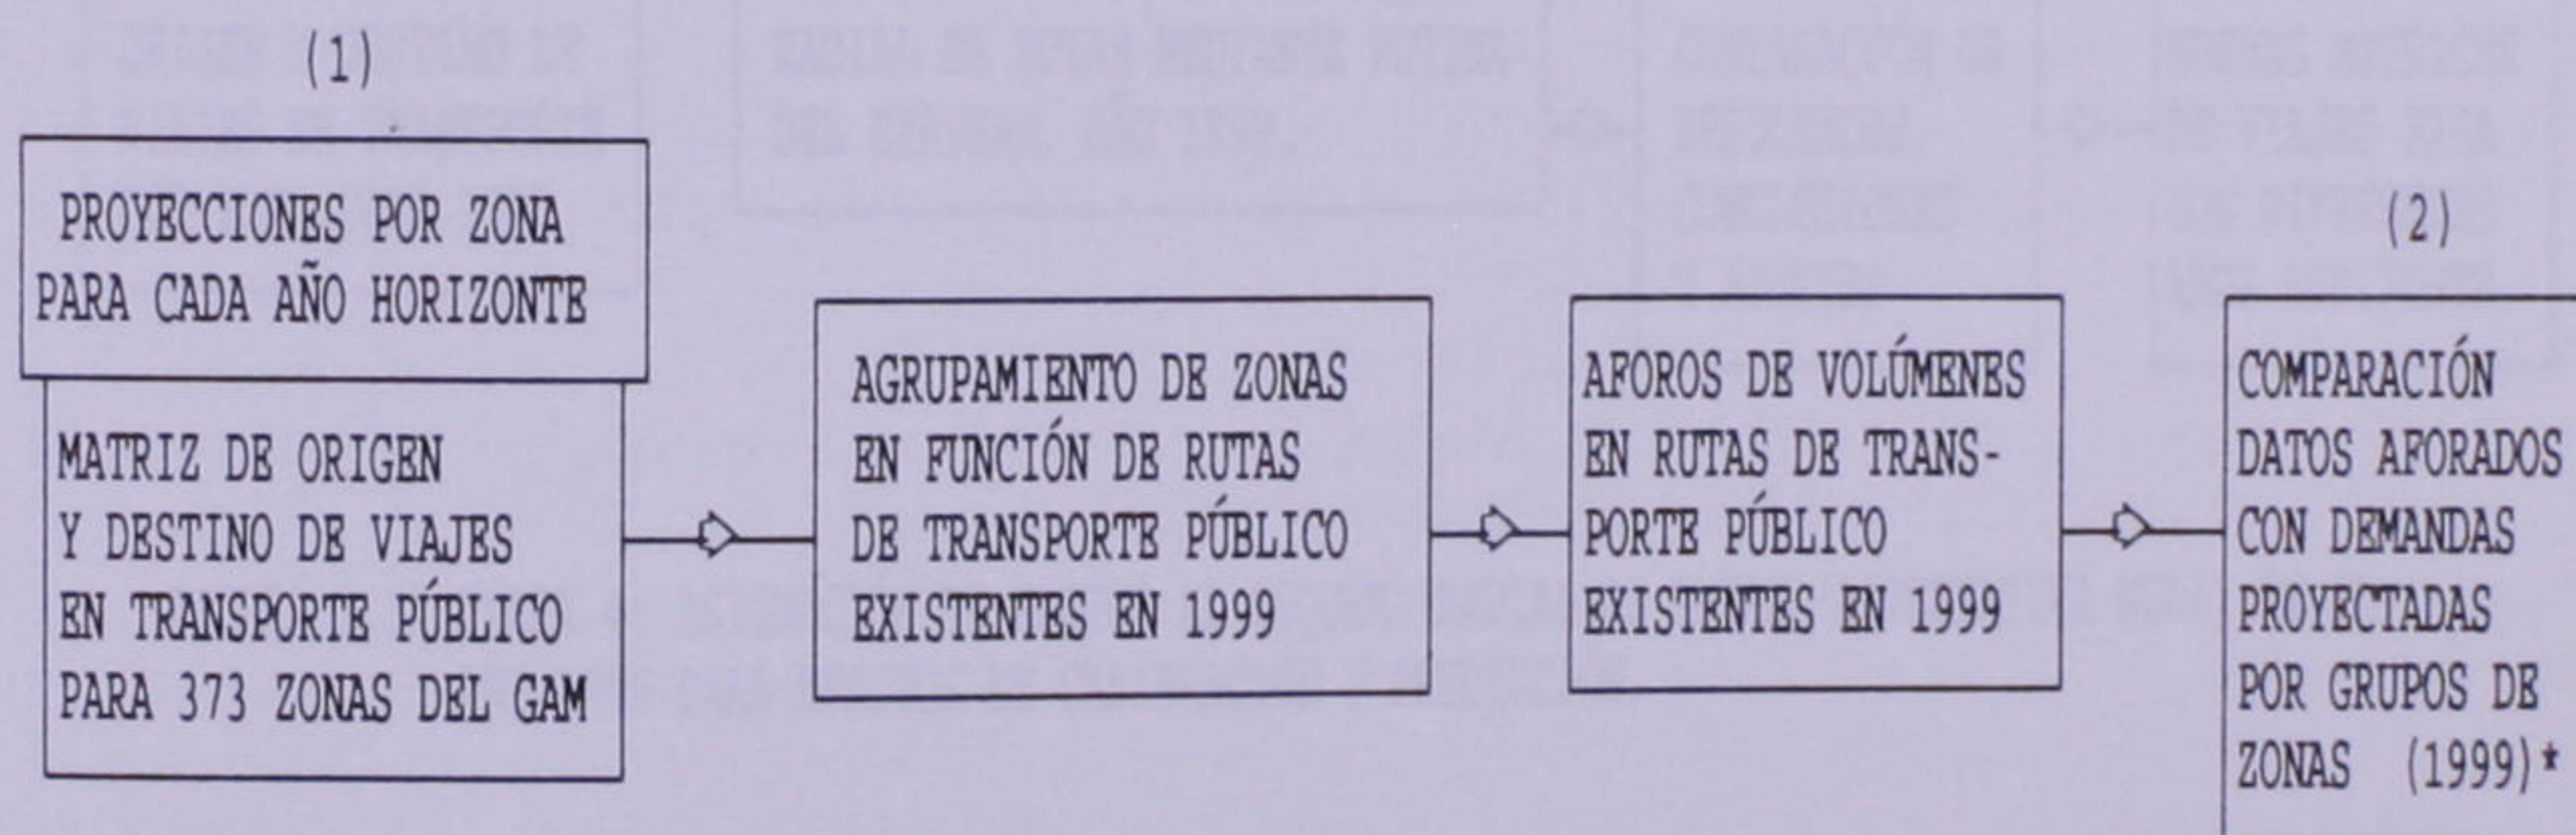 (1)
PROYECCIONES POR ZONA
PARA CADA AÑO HORIZONTE
MATRIZ DE ORIGEN
Y DESTINO DE VIAJES
EN TRANSPORTE PÚBLICO
PARA 373 ZONAS DEL GAM
AGRUPAMIENTO DE ZONAS
EN FUNCIÓN DE RUTAS
DE TRANSPORTE PÚBLICO
EXISTENTES EN 1999
AFOROS DE VOLÚMENES
EN RUTAS DE TRANS-
PORTE PÚBLICO
EXISTENTES EN 1999
(2)
COMPARACIÓN
DATOS AFORADOS
CON DEMANDAS
PROYECTADAS
POR GRUPOS DE
ZONAS (1999)*